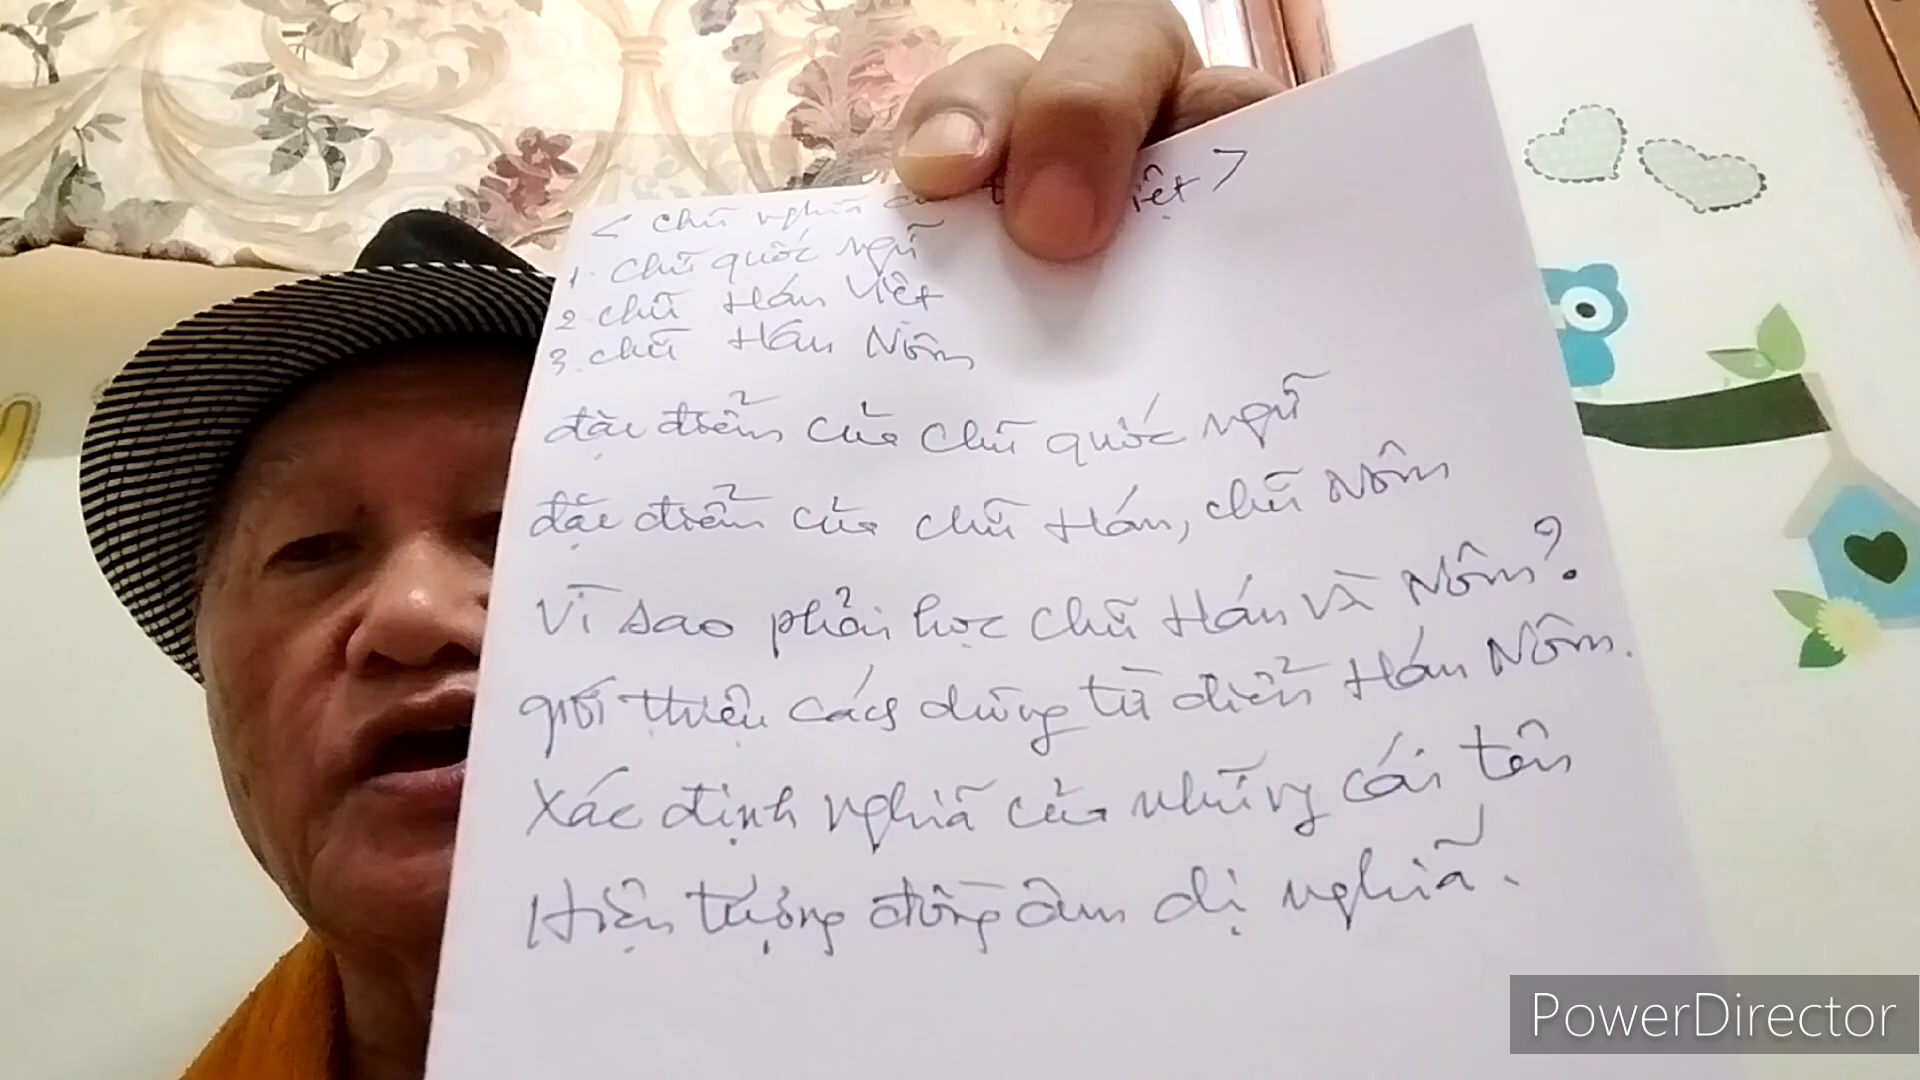 < chữ nghĩa của t iệt >
1. chữ quốc ngữ
2. chữ Hán Việt
3. chữ Hán Nôm
đặc điểm của chữ quốc ngữ
đặc điểm của chữ Hán, chữ Nôm
Vì sao phải học chữ Hán và Nôm?
giới thiệu cách dùng từ điển Hán Nôm.
Xác định nghĩa của những cái tên
Hiện tượng đồng âm dị nghĩa.
PowerDirector